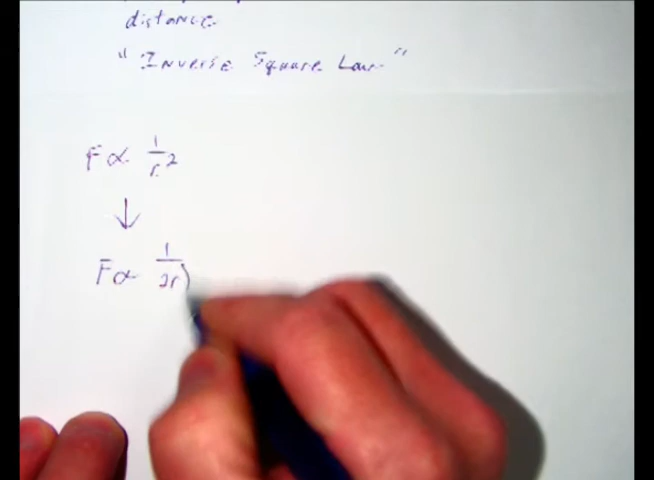 distance
"Inverse Square Law"
F ∝ 1/r²
↓
F ∝ 1/2r)